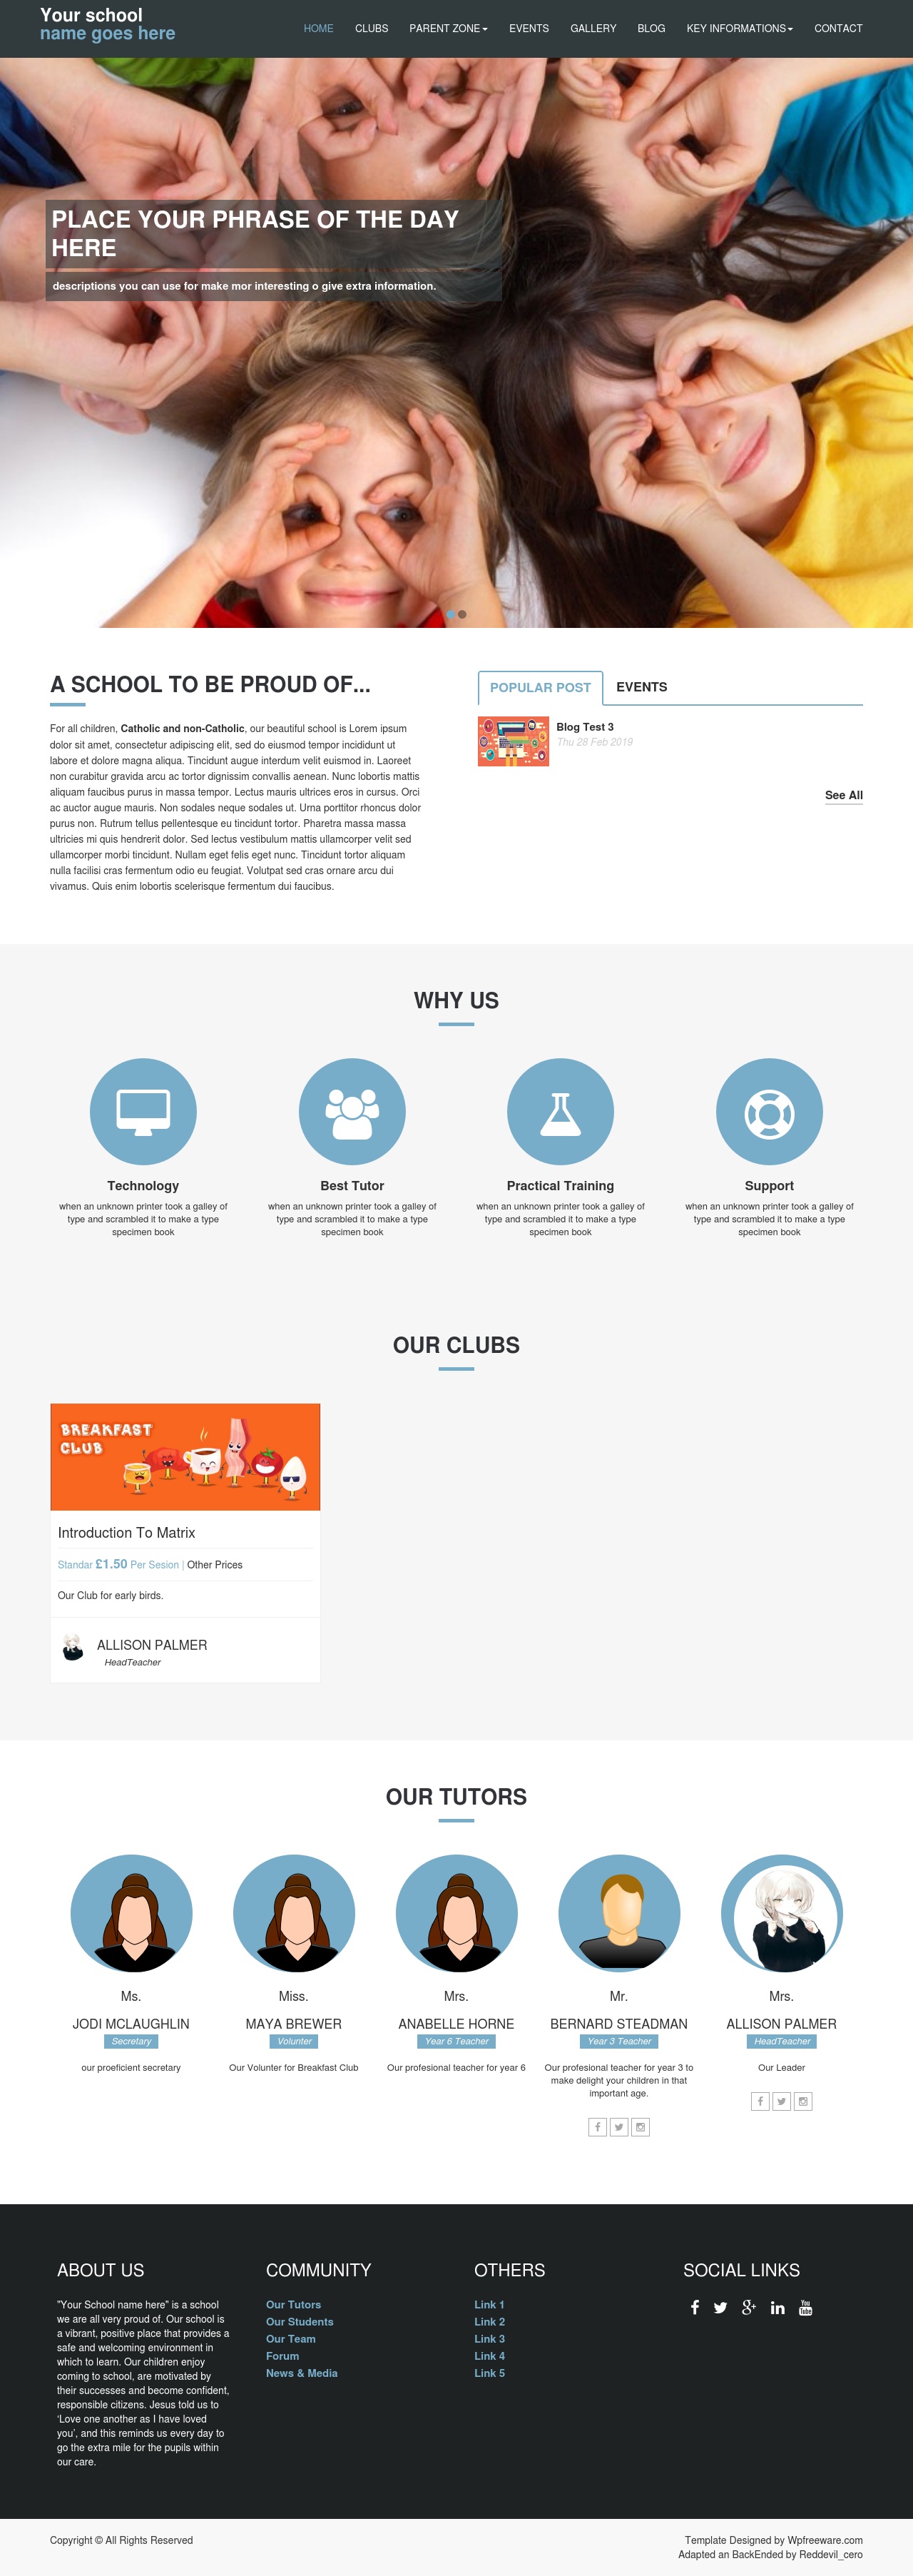 Your school
name goes here
HOME CLUBS PARENT ZONE EVENTS GALLERY BLOG KEY INFORMATIONS CONTACT
PLACE YOUR PHRASE OF THE DAY
HERE
descriptions you can use for make mor interesting o give extra information.
A SCHOOL TO BE PROUD OF...
For all children, Catholic and non-Catholic, our beautiful school is Lorem ipsum
dolor sit amet, consectetur adipiscing elit, sed do eiusmod tempor incididunt ut
labore et dolore magna aliqua. Tincidunt augue interdum velit euismod in. Laoreet
non curabitur gravida arcu ac tortor dignissim convallis aenean. Nunc lobortis mattis
aliquam faucibus purus in massa tempor. Lectus mauris ultrices eros in cursus. Orci
ac auctor augue mauris. Non sodales neque sodales ut. Urna porttitor rhoncus dolor
purus non. Rutrum tellus pellentesque eu tincidunt tortor. Pharetra massa massa
ultricies mi quis hendrerit dolor. Sed lectus vestibulum mattis ullamcorper velit sed
ullamcorper morbi tincidunt. Nullam eget felis eget nunc. Tincidunt tortor aliquam
nulla facilisi cras fermentum odio eu feugiat. Volutpat sed cras ornare arcu dui
vivamus. Quis enim lobortis scelerisque fermentum dui faucibus.
POPULAR POST EVENTS
Blog Test 3
Thu 28 Feb 2019
See All
WHY US
Technology
when an unknown printer took a galley of
type and scrambled it to make a type
specimen book
Best Tutor
when an unknown printer took a galley of
type and scrambled it to make a type
specimen book
Practical Training
when an unknown printer took a galley of
type and scrambled it to make a type
specimen book
Support
when an unknown printer took a galley of
type and scrambled it to make a type
specimen book
OUR CLUBS
BREAKFAST
CLUB
Introduction To Matrix
Standar £1.50 Per Sesion | Other Prices
Our Club for early birds.
ALLISON PALMER
HeadTeacher
OUR TUTORS
Ms.
JODI MCLAUGHLIN
Secretary
our proeficient secretary
Miss.
MAYA BREWER
Volunter
Our Volunter for Breakfast Club
Mrs.
ANABELLE HORNE
Year 6 Teacher
Our profesional teacher for year 6
Mr.
BERNARD STEADMAN
Year 3 Teacher
Our profesional teacher for year 3 to
make delight your children in that
important age.
Mrs.
ALLISON PALMER
HeadTeacher
Our Leader
ABOUT US
"Your School name here" is a school
we are all very proud of. Our school is
a vibrant, positive place that provides a
safe and welcoming environment in
which to learn. Our children enjoy
coming to school, are motivated by
their successes and become confident,
responsible citizens. Jesus told us to
‘Love one another as I have loved
you’, and this reminds us every day to
go the extra mile for the pupils within
our care.
COMMUNITY
Our Tutors
Our Students
Our Team
Forum
News & Media
OTHERS
Link 1
Link 2
Link 3
Link 4
Link 5
SOCIAL LINKS
Copyright © All Rights Reserved
Template Designed by Wpfreeware.com
Adapted an BackEnded by Reddevil_cero